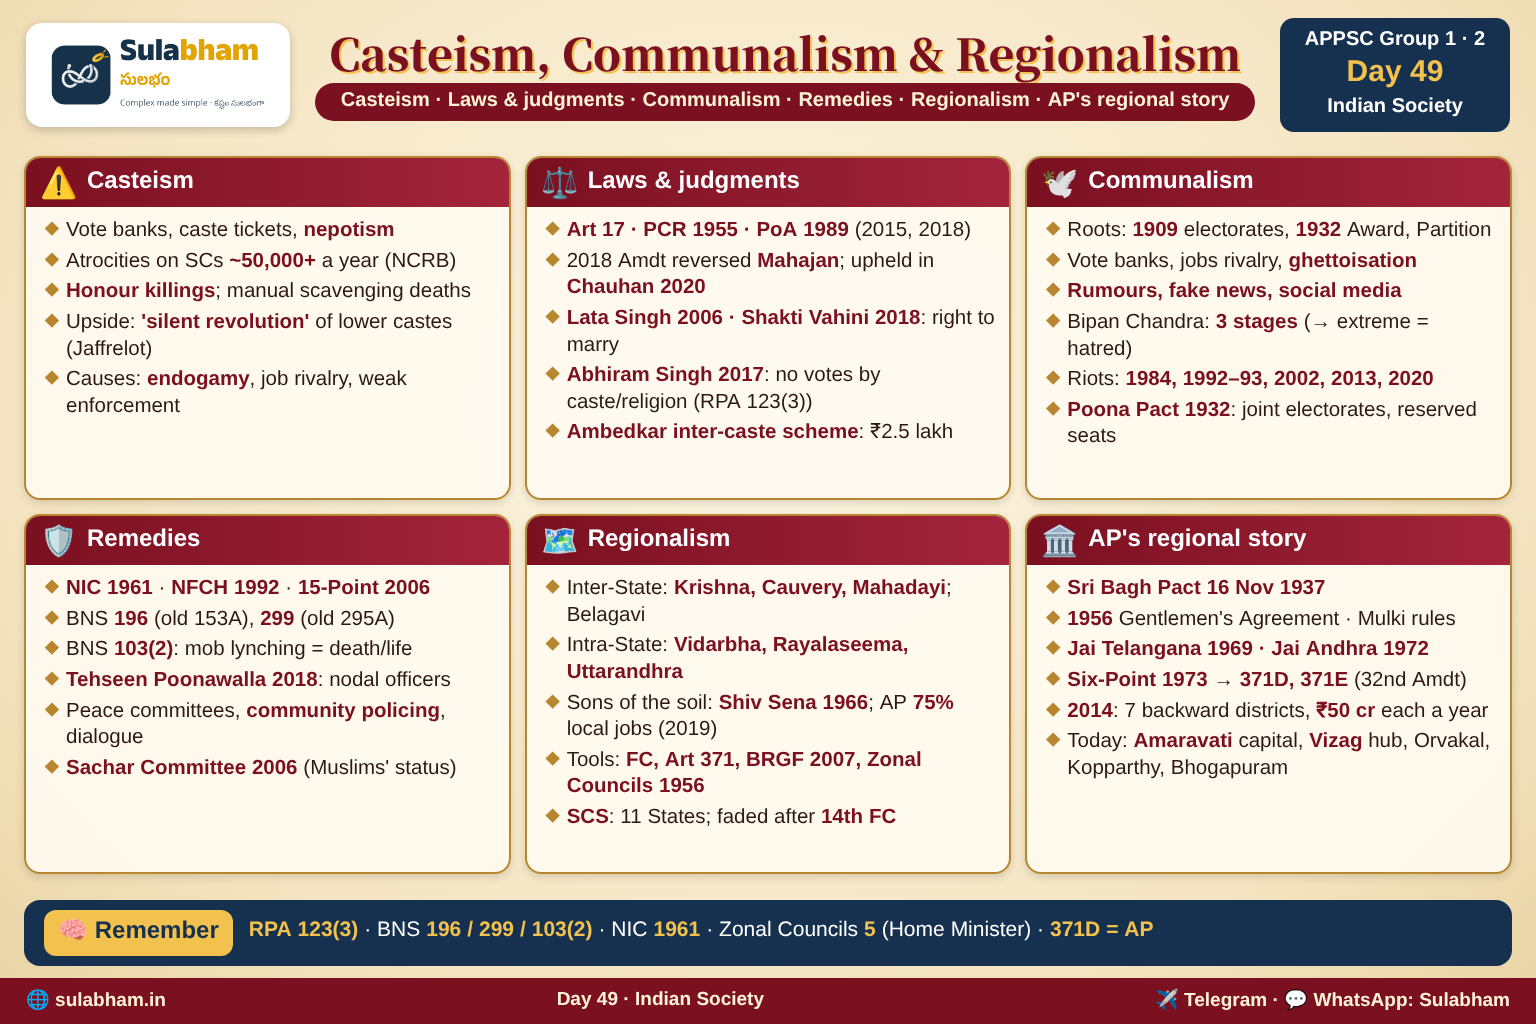 Sulabham
సులభం
Complex made simple · కష్టం సులభంగా
Casteism, Communalism & Regionalism
Casteism · Laws & judgments · Communalism · Remedies · Regionalism · AP's regional story
APPSC Group 1 · 2
Day 49
Indian Society
⚠️ Casteism
◆ Vote banks, caste tickets, nepotism
◆ Atrocities on SCs ~50,000+ a year (NCRB)
◆ Honour killings; manual scavenging deaths
◆ Upside: 'silent revolution' of lower castes
(Jaffrelot)
◆ Causes: endogamy, job rivalry, weak
enforcement
⚖️ Laws & judgments
◆ Art 17 · PCR 1955 · PoA 1989 (2015, 2018)
◆ 2018 Amdt reversed Mahajan; upheld in
Chauhan 2020
◆ Lata Singh 2006 · Shakti Vahini 2018: right to
marry
◆ Abhiram Singh 2017: no votes by
caste/religion (RPA 123(3))
◆ Ambedkar inter-caste scheme: ₹2.5 lakh
🕊️ Communalism
◆ Roots: 1909 electorates, 1932 Award, Partition
◆ Vote banks, jobs rivalry, ghettoisation
◆ Rumours, fake news, social media
◆ Bipan Chandra: 3 stages (→ extreme =
hatred)
◆ Riots: 1984, 1992–93, 2002, 2013, 2020
◆ Poona Pact 1932: joint electorates, reserved
seats
🛡️ Remedies
◆ NIC 1961 · NFCH 1992 · 15-Point 2006
◆ BNS 196 (old 153A), 299 (old 295A)
◆ BNS 103(2): mob lynching = death/life
◆ Tehseen Poonawalla 2018: nodal officers
◆ Peace committees, community policing,
dialogue
◆ Sachar Committee 2006 (Muslims' status)
🗺️ Regionalism
◆ Inter-State: Krishna, Cauvery, Mahadayi;
Belagavi
◆ Intra-State: Vidarbha, Rayalaseema,
Uttarandhra
◆ Sons of the soil: Shiv Sena 1966; AP 75%
local jobs (2019)
◆ Tools: FC, Art 371, BRGF 2007, Zonal
Councils 1956
◆ SCS: 11 States; faded after 14th FC
🏛️ AP's regional story
◆ Sri Bagh Pact 16 Nov 1937
◆ 1956 Gentlemen's Agreement · Mulki rules
◆ Jai Telangana 1969 · Jai Andhra 1972
◆ Six-Point 1973 → 371D, 371E (32nd Amdt)
◆ 2014: 7 backward districts, ₹50 cr each a year
◆ Today: Amaravati capital, Vizag hub, Orvakal,
Kopparthy, Bhogapuram
🧠 Remember
RPA 123(3) · BNS 196 / 299 / 103(2) · NIC 1961 · Zonal Councils 5 (Home Minister) · 371D = AP
🌐 sulabham.in
Day 49 · Indian Society
✈️ Telegram · 💬 WhatsApp: Sulabham